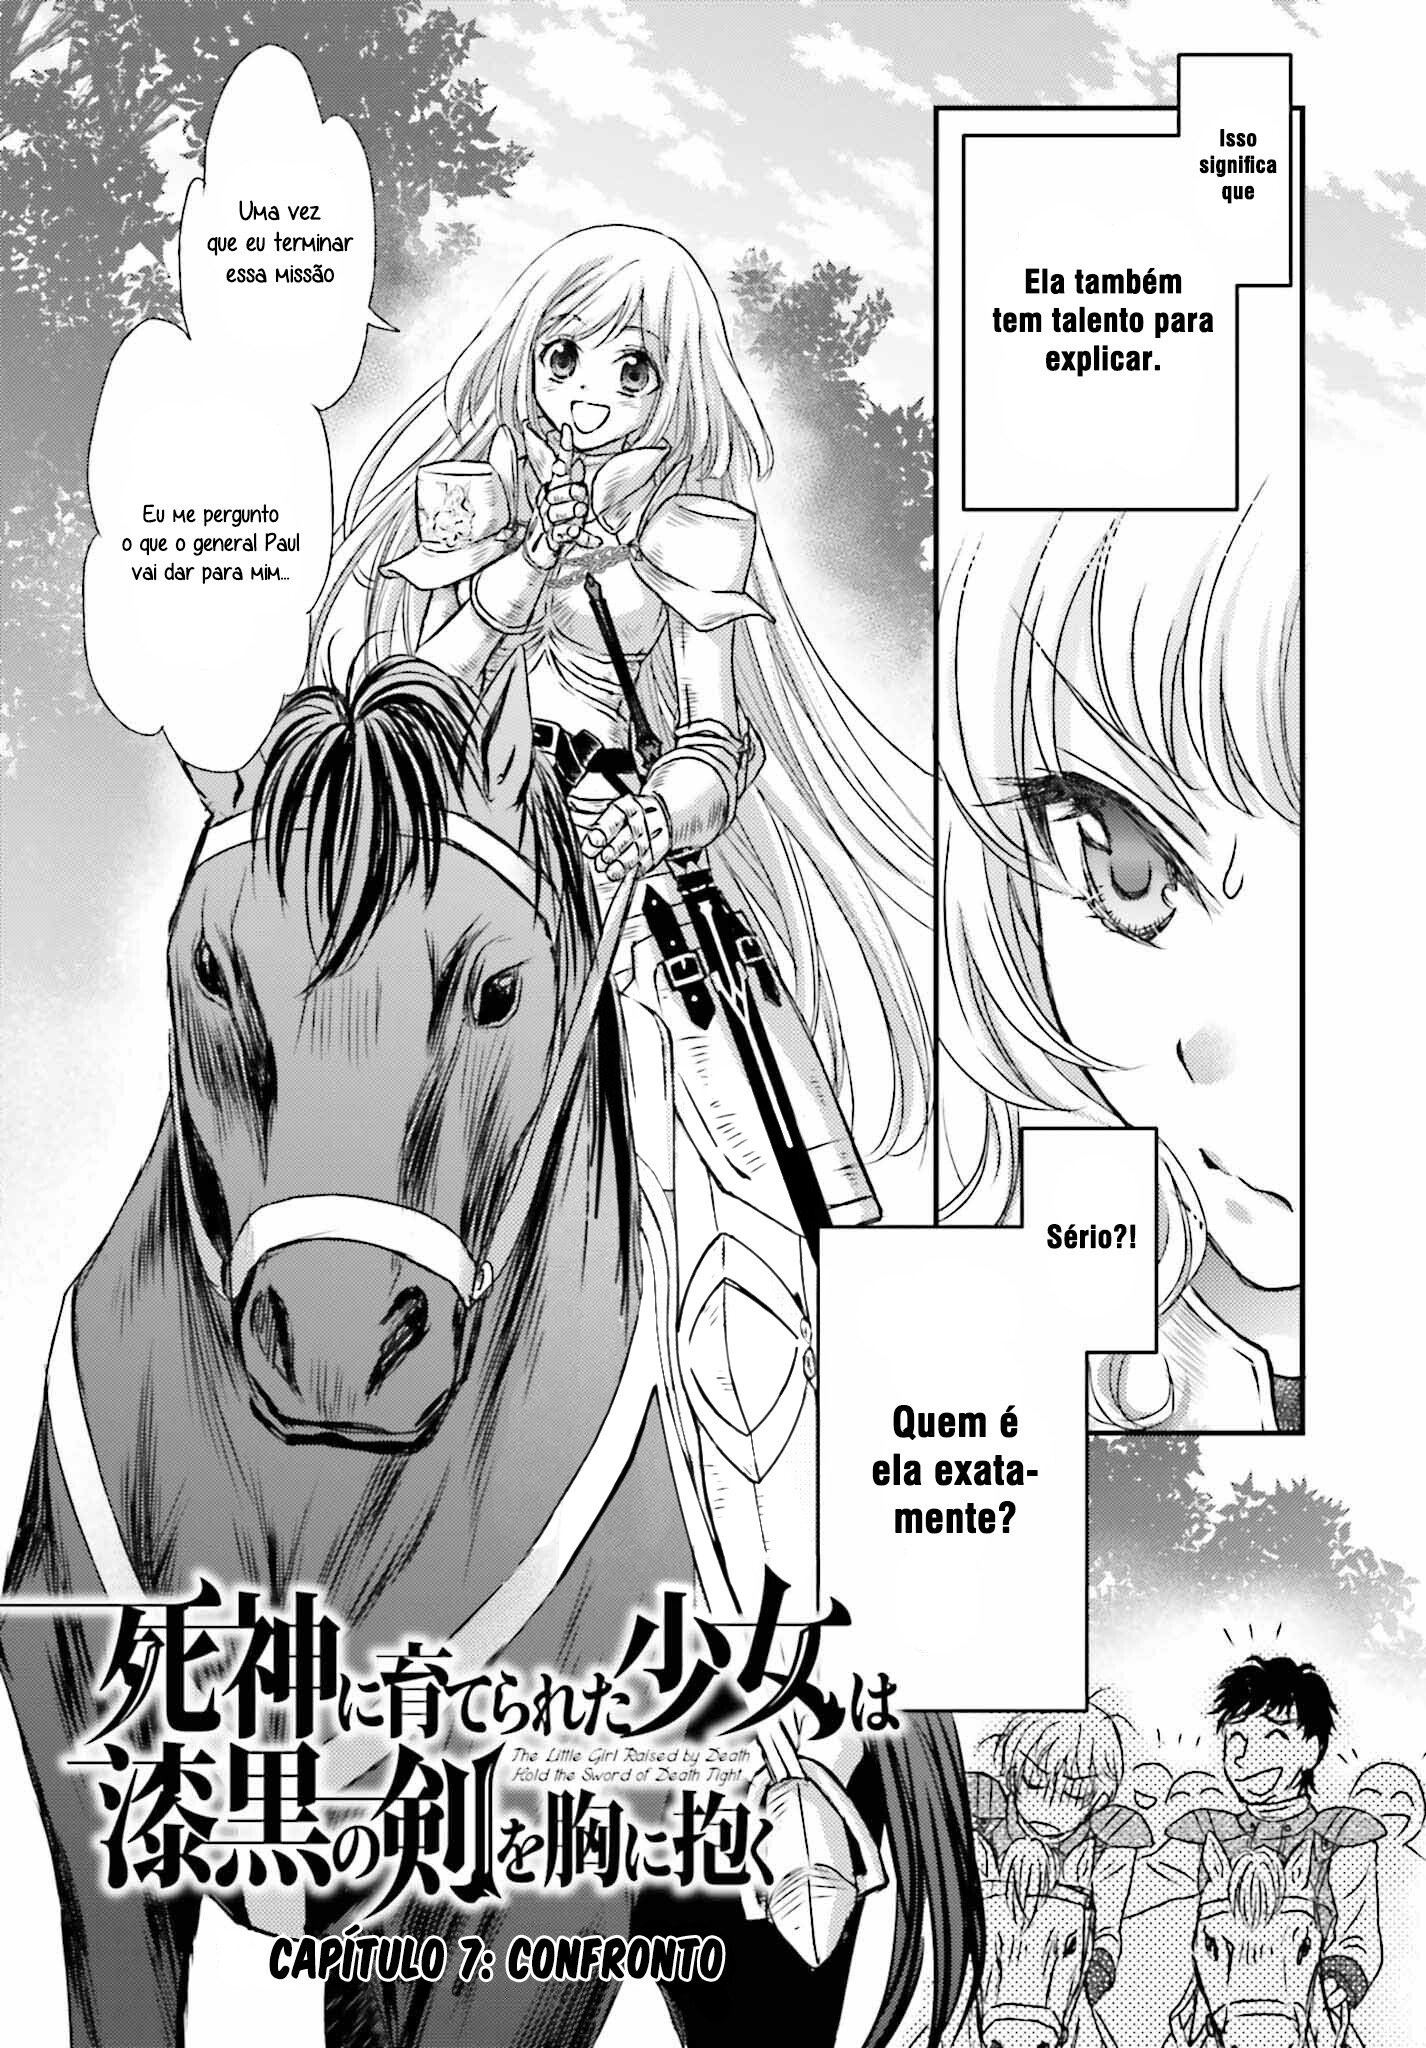 Isso
significa
que
Ela também
tem talento para
explicar.
Sério?!
Quem é
ela exata-
mente?
Uma vez
que eu terminar
essa missão
Eu me pergunto
o que o general Paul
vai dar para mim...
死神に育てられた少女は
漆黒の剣を胸に抱く
The Little Girl Raised by Death
Hold the Sword of Death Tight
CAPÍTULO 7: CONFRONTO